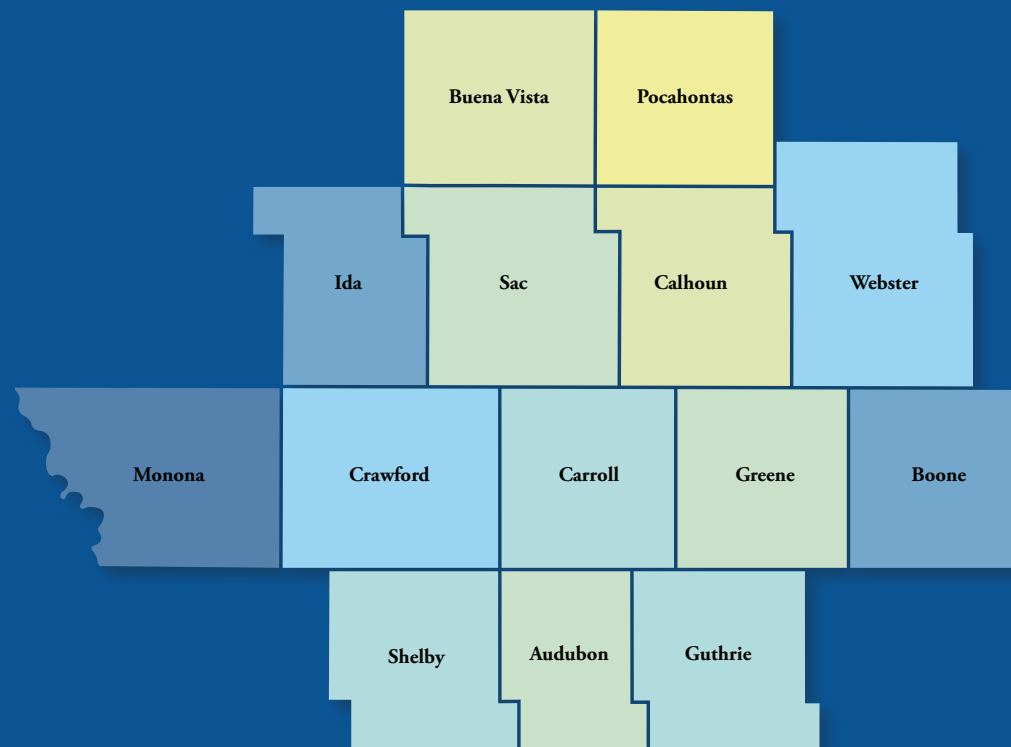 Buena Vista
Pocahontas
Ida
Sac
Calhoun
Webster
Monona
Crawford
Carroll
Greene
Boone
Shelby
Audubon
Guthrie